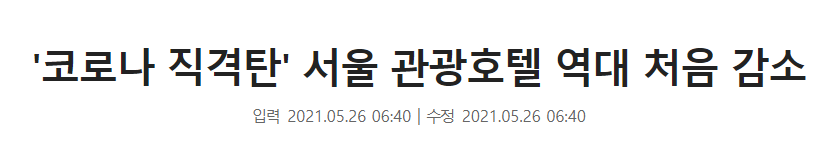 '코로나 직격탄' 서울 관광호텔 역대 처음 감소
입력 2021.05.26 06:40 | 수정 2021.05.26 06:40